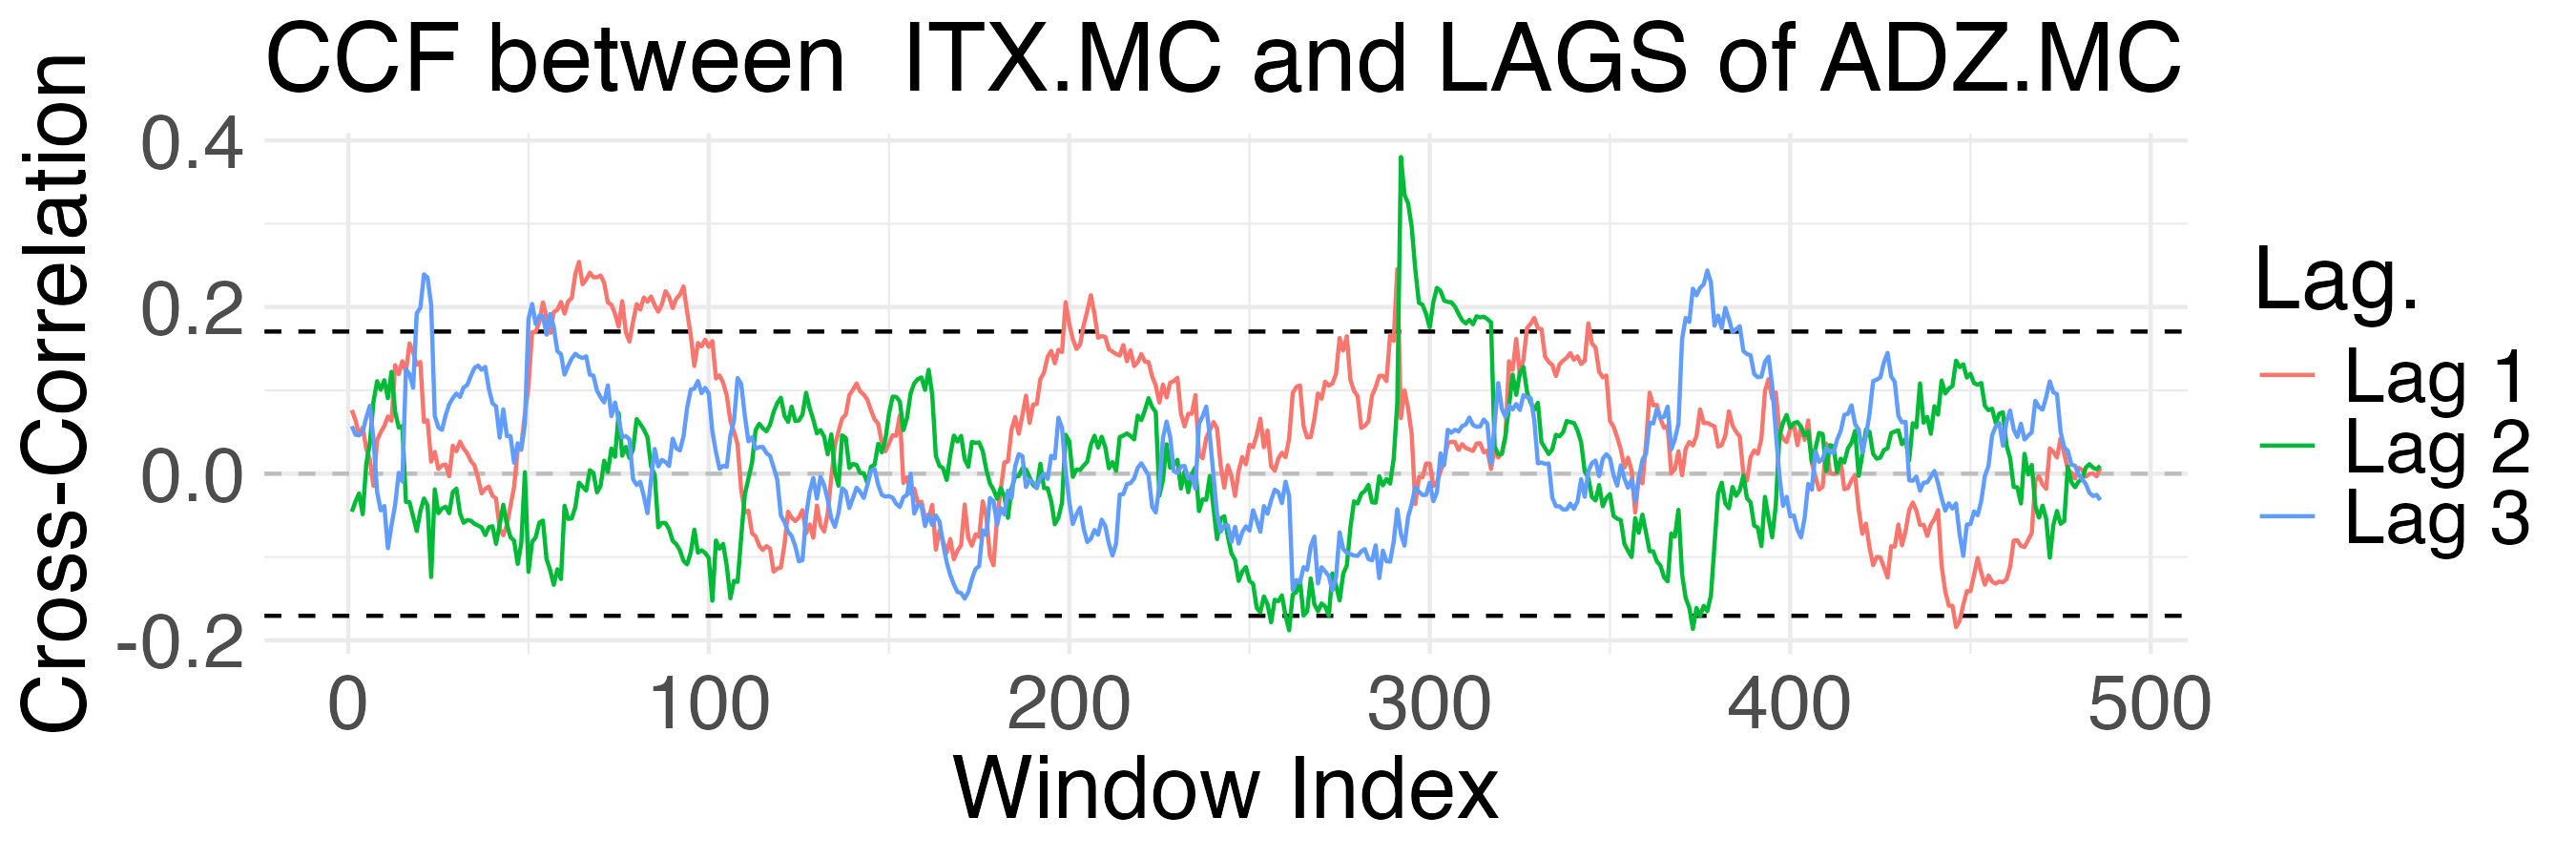 CCF between  ITX.MC and LAGS of ADZ.MC
Cross-Correlation
0.4
0.2
0.0
-0.2
0 100 200 300 400 500
Window Index
Lag.
Lag 1
Lag 2
Lag 3